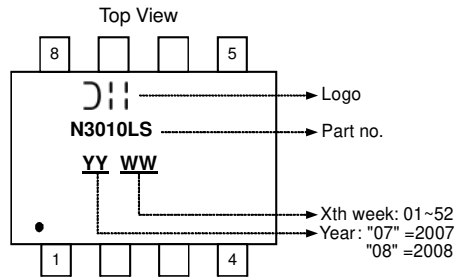 Top View
8 5
Logo
N3010LS Part no.
YY WW
Xth week: 01~52
Year: "07" =2007
"08" =2008
1 4